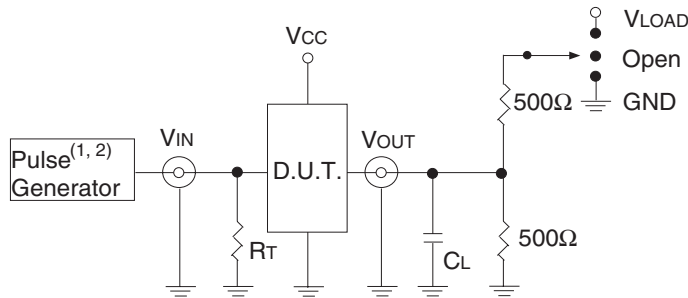 VLOAD
VCC
Open
500Ω
GND
VIN
VOUT
Pulse(1, 2)
Generator
D.U.T.
RT
CL
500Ω